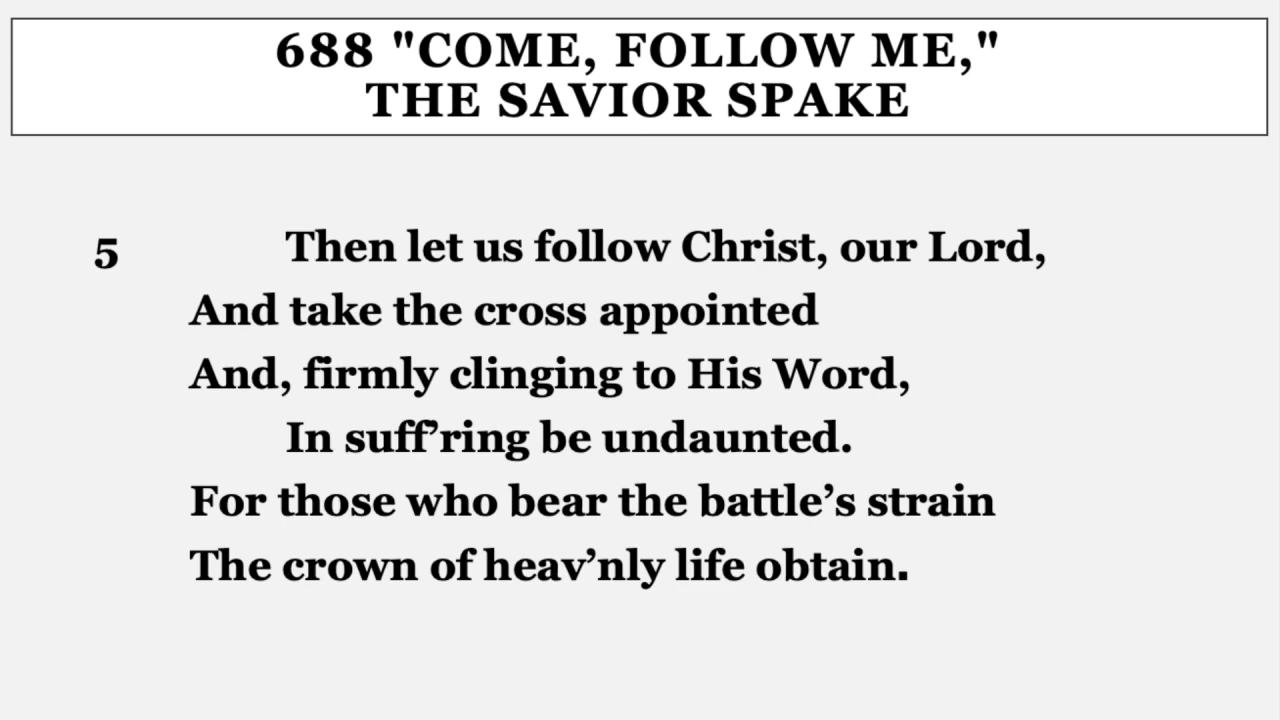 688 "COME, FOLLOW ME,"
THE SAVIOR SPAKE
5 Then let us follow Christ, our Lord,
And take the cross appointed
And, firmly clinging to His Word,
In suff’ring be undaunted.
For those who bear the battle’s strain
The crown of heav’nly life obtain.